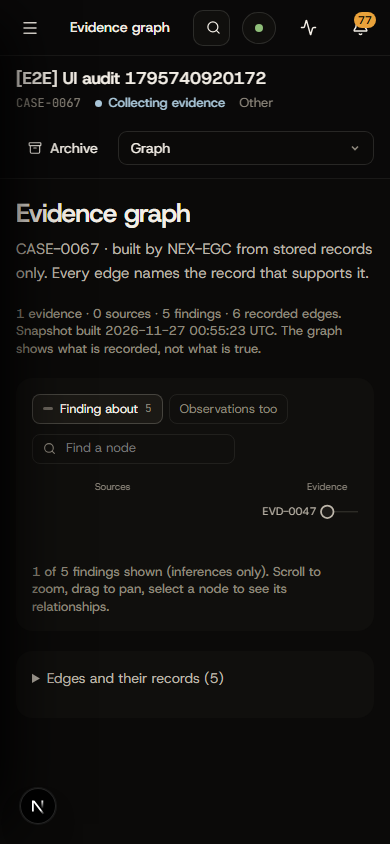 Evidence graph
77
[E2E] UI audit 1795740920172
CASE-0067 Collecting evidence Other
Archive Graph
Evidence graph
CASE-0067 · built by NEX-EGC from stored records
only. Every edge names the record that supports it.
1 evidence · 0 sources · 5 findings · 6 recorded edges.
Snapshot built 2026-11-27 00:55:23 UTC. The graph
shows what is recorded, not what is true.
Finding about 5 Observations too
Find a node
Sources Evidence
EVD-0047
1 of 5 findings shown (inferences only). Scroll to
zoom, drag to pan, select a node to see its
relationships.
Edges and their records (5)
N